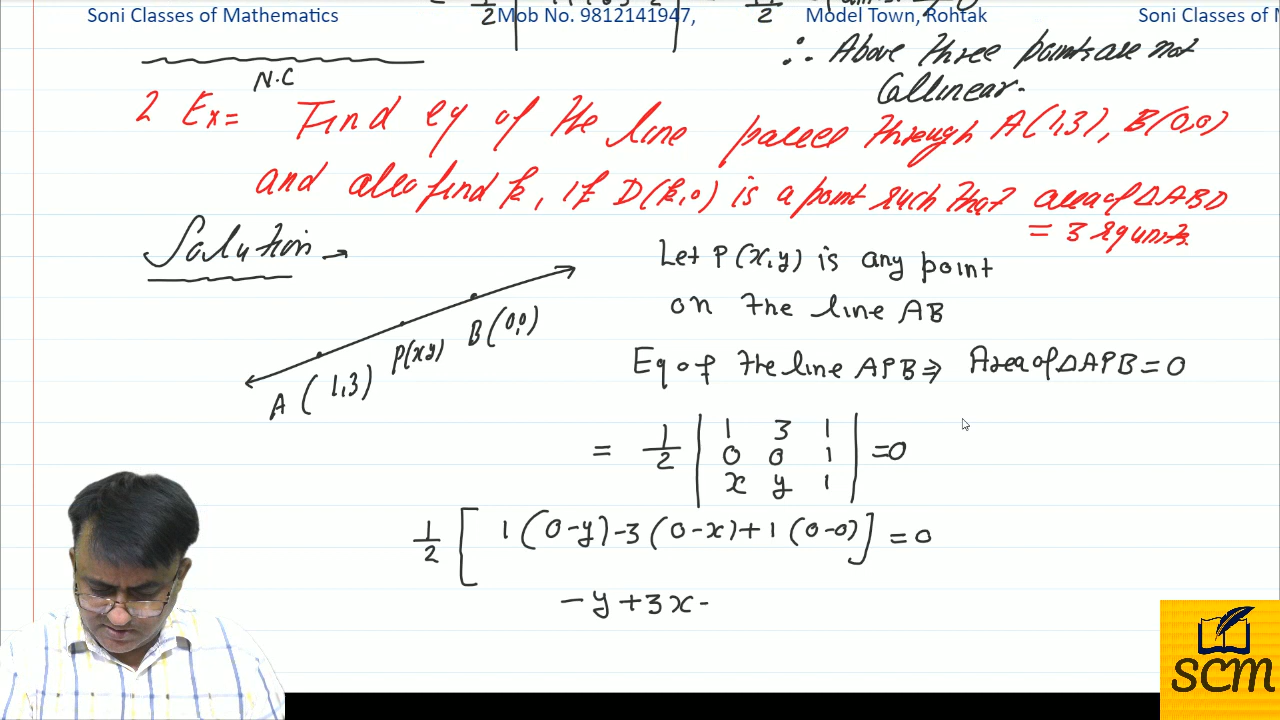 Soni Classes of Mathematics Mob No. 9812141947, Model Town, Rohtak Soni Classes of M
∴ Above three points are not
Collinear.
N.C
2 Ex= Find eq of the line passes through A(1,3), B(0,0)
and also find k, if D(k,0) is a point such that area of ΔABD
= 3 sq units.
Solution →
Let P(x,y) is any point
on the line AB
A (1,3) P(xy) B(0,0)
Eq of the line APB ⇒ Area of ΔAPB = 0
= 1/2 | 1 3 1 |
| 0 0 1 | =0
| x y 1 |
1/2 [ 1(0-y)-3(0-x)+1(0-0)] =0
-y+3x-
SCM